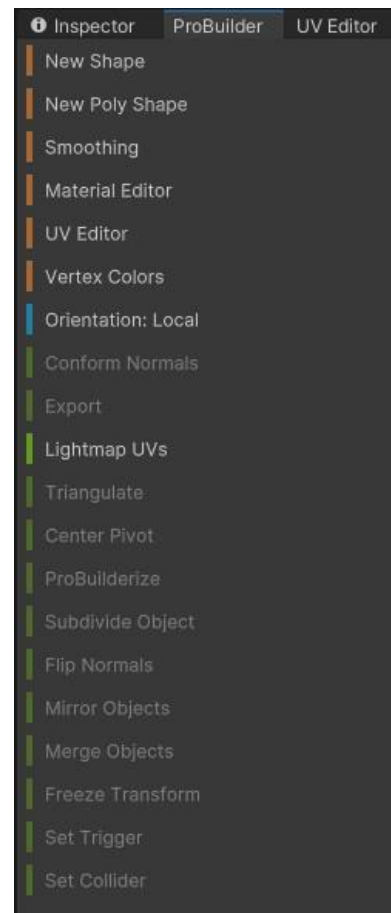 Inspector ProBuilder UV Editor
New Shape
New Poly Shape
Smoothing
Material Editor
UV Editor
Vertex Colors
Orientation: Local
Conform Normals
Export
Lightmap UVs
Triangulate
Center Pivot
ProBuilderize
Subdivide Object
Flip Normals
Mirror Objects
Merge Objects
Freeze Transform
Set Trigger
Set Collider